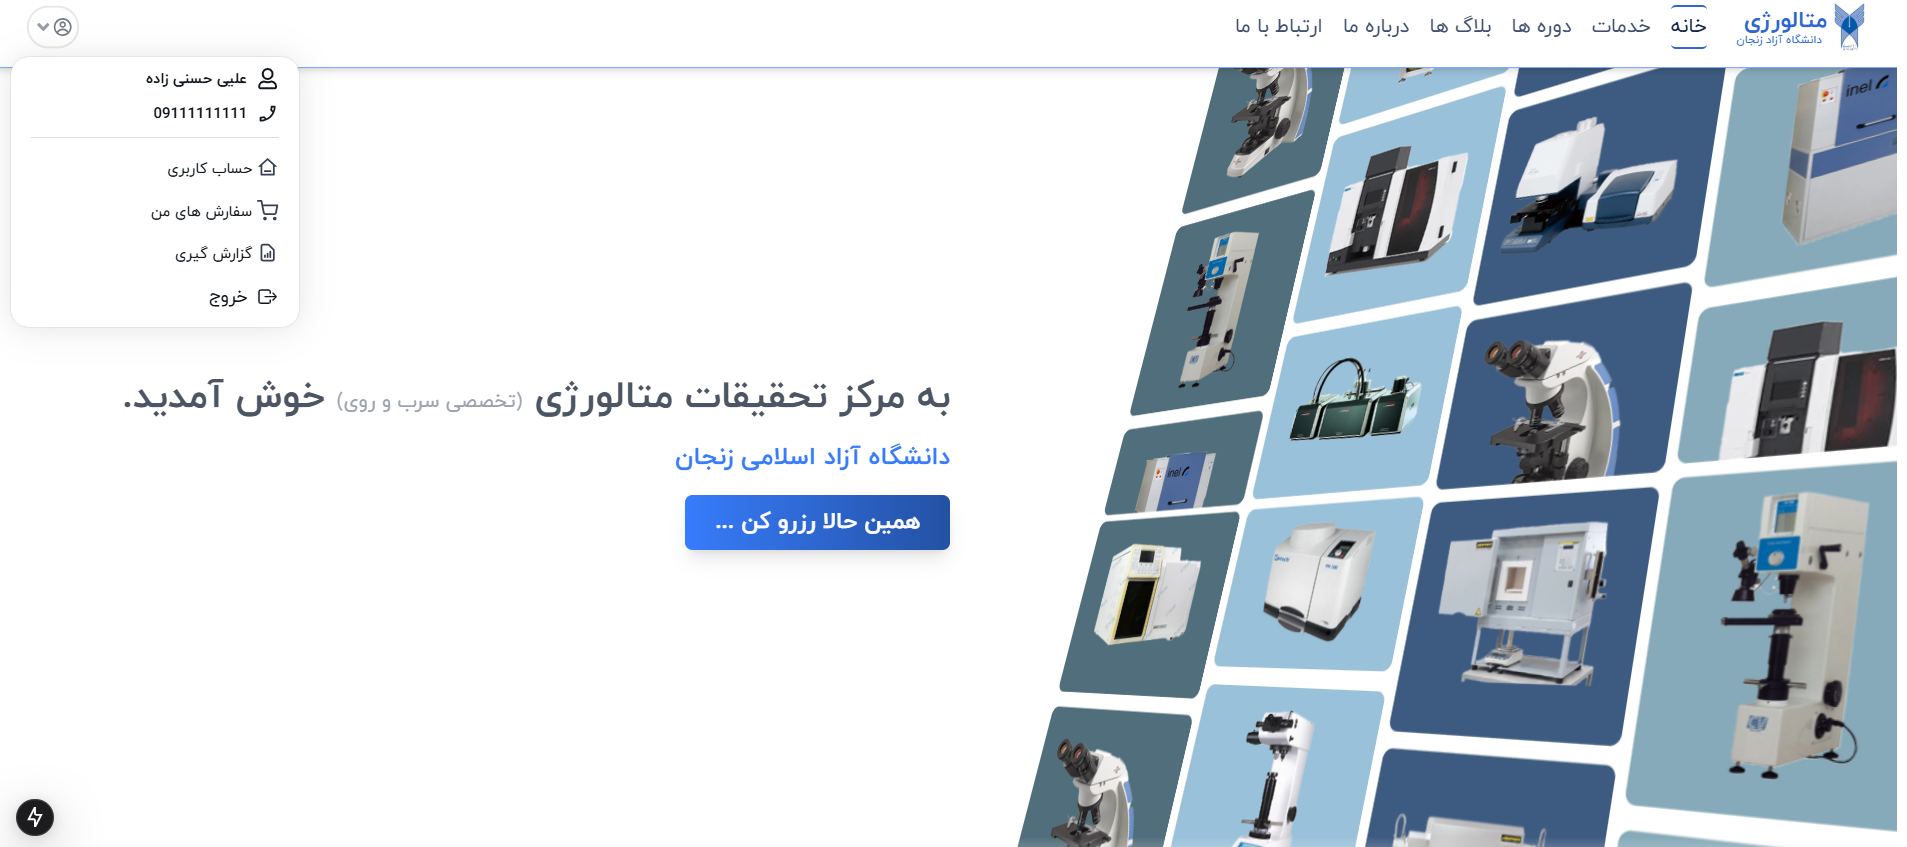 متالورژی
دانشگاه آزاد زنجان
خانه
خدمات
دوره ها
بلاگ ها
درباره ما
ارتباط با ما
علیی حسنی زاده
09111111111
حساب کاربری
سفارش های من
گزارش گیری
خروج
به مرکز تحقیقات متالورژی (تخصصی سرب و روی) خوش آمدید.
دانشگاه آزاد اسلامی زنجان
همین حالا رزرو کن ...
inel
inel